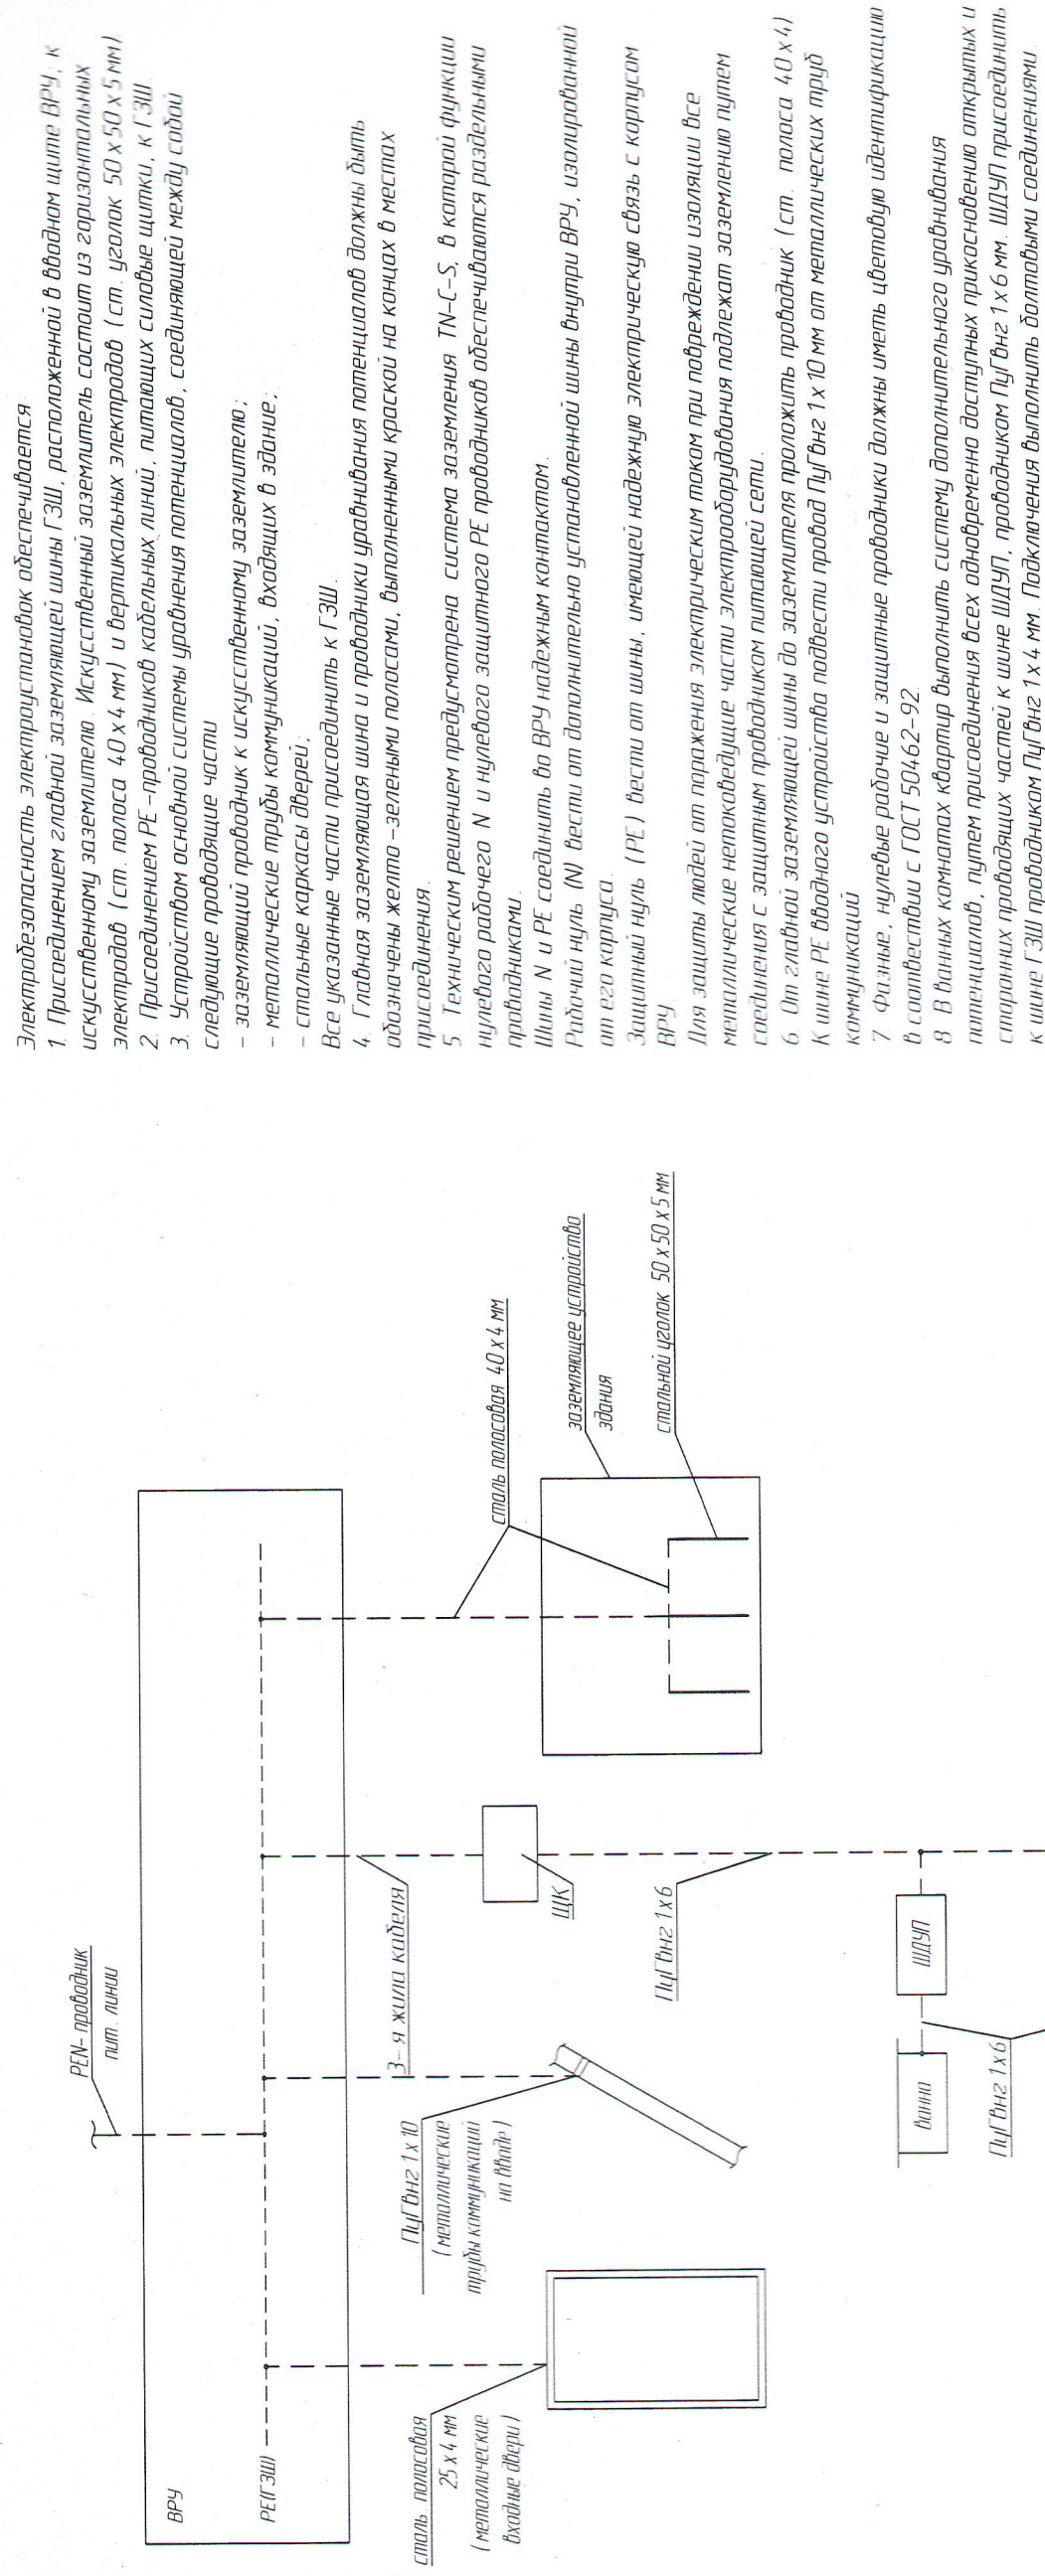 Электробезопасность электроустановок обеспечивается
1. Присоединением главной заземляющей шины ГЗШ, расположенной в вводном щите ВРУ, к
искусственному заземлителю. Искусственный заземлитель состоит из горизонтальных
электродов (ст. полоса 40 х 4 мм) и вертикальных электродов (ст. уголок 50 х 50 х 5 мм).
2. Присоединением РЕ-проводников кабельных линий, питающих силовые щитки, к ГЗШ.
3. Устройством основной системы уравнения потенциалов, соединяющей между собой
следующие проводящие части
- заземляющий проводник к искусственному заземлителю;
- металлические трубы коммуникаций, входящих в здание;
- стальные каркасы дверей;
Все указанные части присоединить к ГЗШ.
4. Главная заземляющая шина и проводники уравнивания потенциалов должны быть
обозначены желто-зелеными полосами, выполненными краской на концах в местах
присоединения.
5. Техническим решением предусмотрена система заземления TN-C-S, в которой функции
нулевого рабочего N и нулевого защитного РЕ проводников обеспечиваются раздельными
проводниками.
Шины N и РЕ соединить во ВРУ надежным контактом.
Рабочий нуль (N) вести от дополнительно установленной шины внутри ВРУ, изолированной
от его корпуса.
Защитный нуль (РЕ) вести от шины, имеющей надежную электрическую связь с корпусом
ВРУ.
Для защиты людей от поражения электрическим током при повреждении изоляции все
металлические нетоковедущие части электрооборудования подлежат заземлению путем
соединения с защитным проводником питающей сети.
6 От главной заземляющей шины до заземлителя проложить проводник (ст. полоса 40 х 4).
К шине РЕ вводного устройства подвести провод ПуГВнг 1 х 10 мм от металлических труб
коммуникаций
7. Фазные, нулевые рабочие и защитные проводники должны иметь цветовую идентификацию
в соотвествии с ГОСТ 50462-92.
8 В ванных комнатах квартир выполнить систему дополнительного уравнивания
потенциалов, путем присоединения всех одновременно доступных прикосновению открытых и
сторонних проводящих частей к шине ШДУП, проводником ПуГВнг 1 х 6 мм. ШДУП присоединить
к шине ГЗШ проводником ПуГВнг 1 х 4 мм. Подключения выполнить болтовыми соединениями.
PEN-проводник
пит. линии
ВРУ
РЕ(ГЗШ)
сталь полосовая
25 х 4 мм
(металлические
входные двери)
ПуГВнг 1 х 10
(металлические
трубы коммуникаций
на вводе)
3-я жила кабеля
сталь полосовая 40 х 4 мм
ЩК
заземляющее устройство
здания
стальной уголок 50 х 50 х 5 мм
ПуГВнг 1х6
ванна
ШДУП
ПуГВнг 1х6